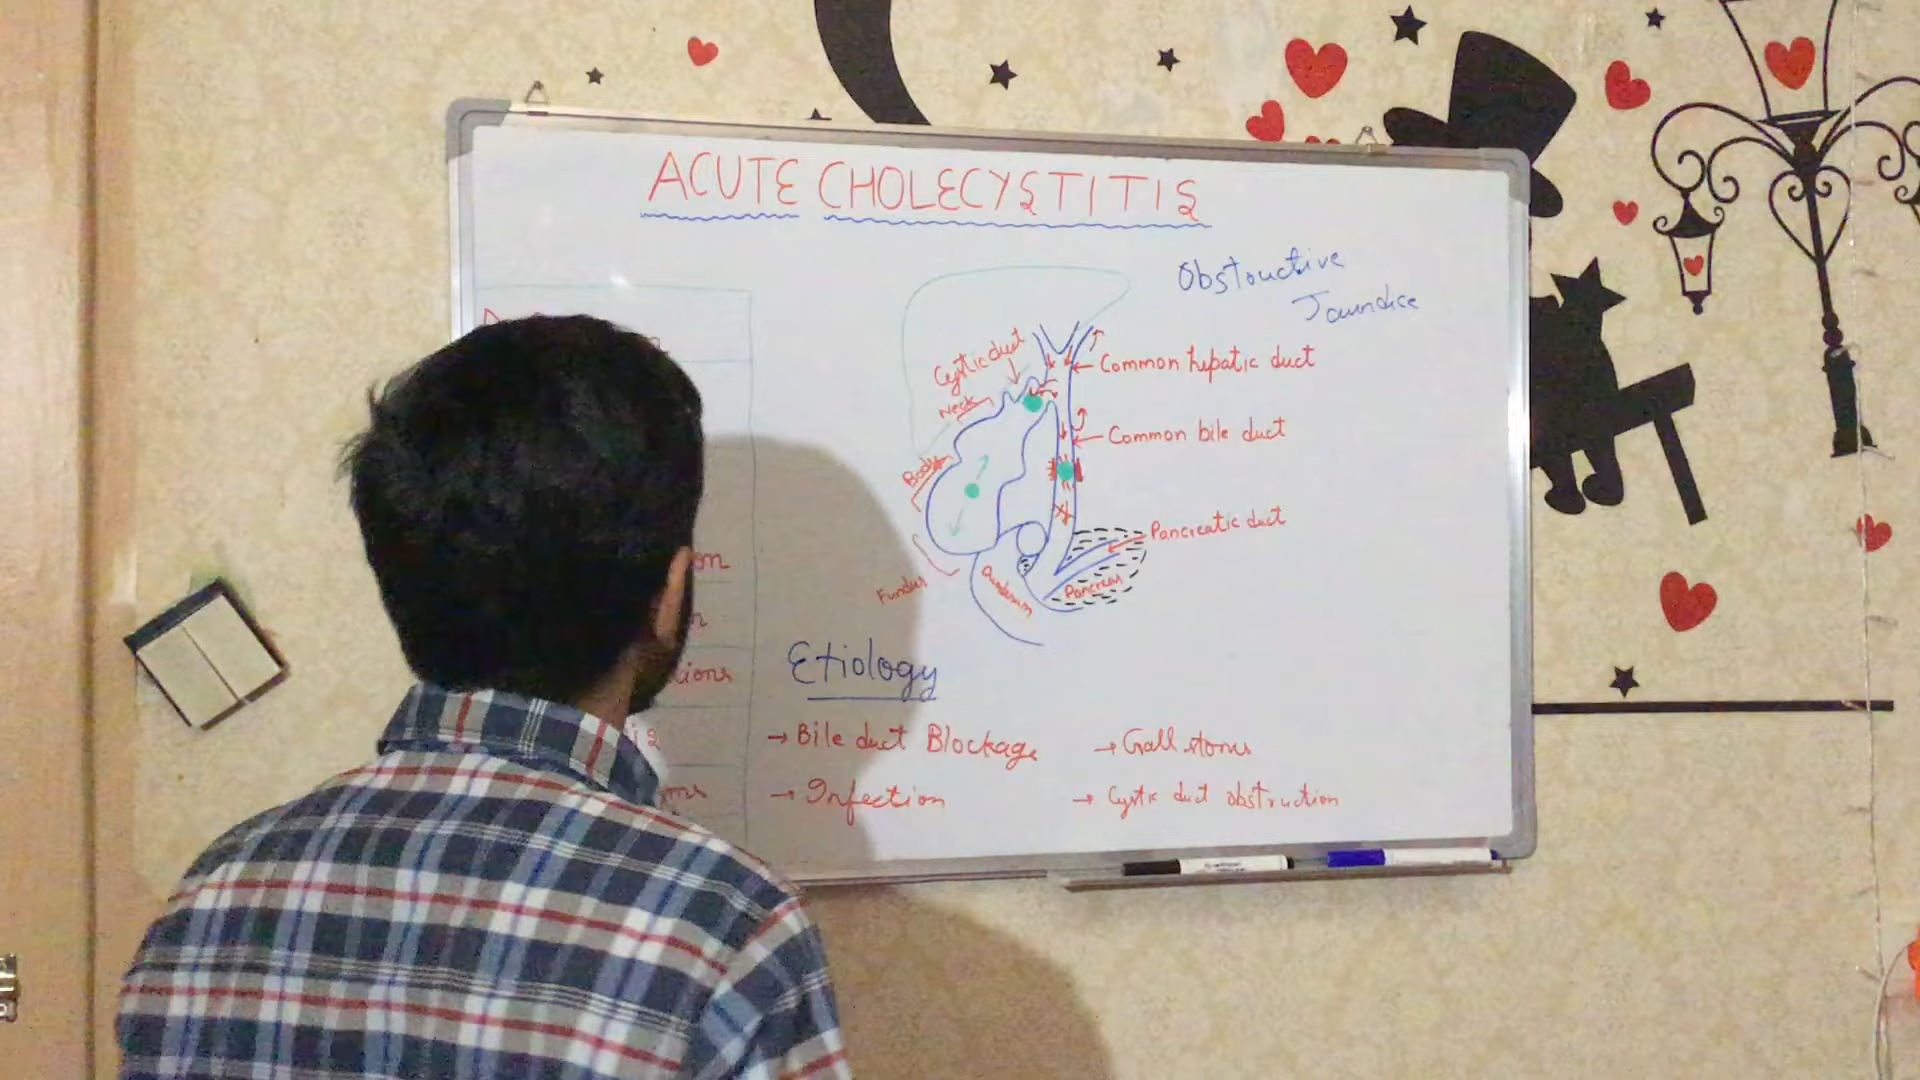 ACUTE CHOLECYSTITIS
Obstouctive
Jaundice
Cystic duct
Neck
Common hepatic duct
Body
Common bile duct
Pancreatic duct
Fundus
Duodenum
Pancreas
Etiology
→ Bile duct Blockage
→ Gall stones
→ Infection
→ Cystic duct obstruction